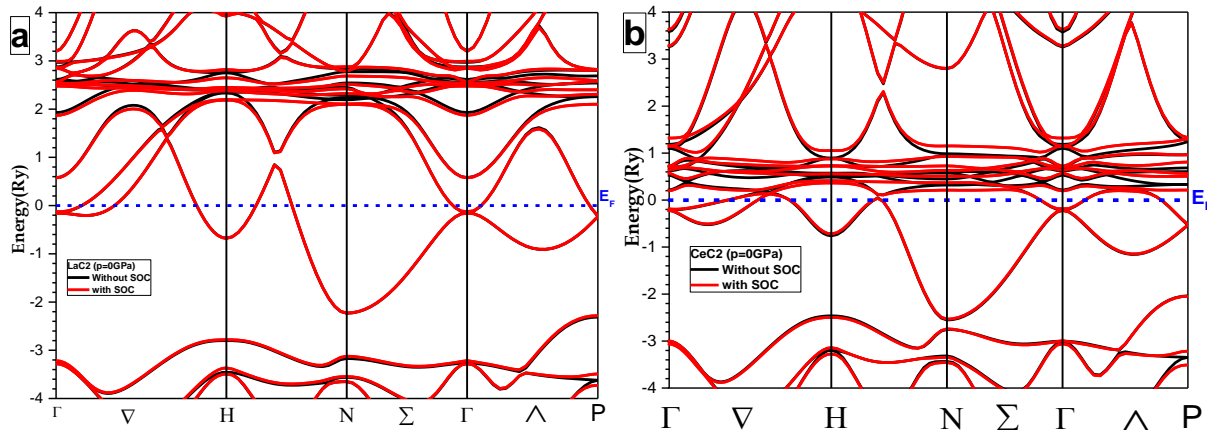 a
Energy(Ry)
4
3
2
1
0
-1
-2
-3
-4
E_F
LaC2 (p=0GPa)
Without SOC
with SOC
Γ ∇ H N Σ Γ Λ P
b
Energy(Ry)
4
3
2
1
0
-1
-2
-3
-4
E
CeC2 (p=0GPa)
Without SOC
with SOC
Γ ∇ H N Σ Γ Λ P